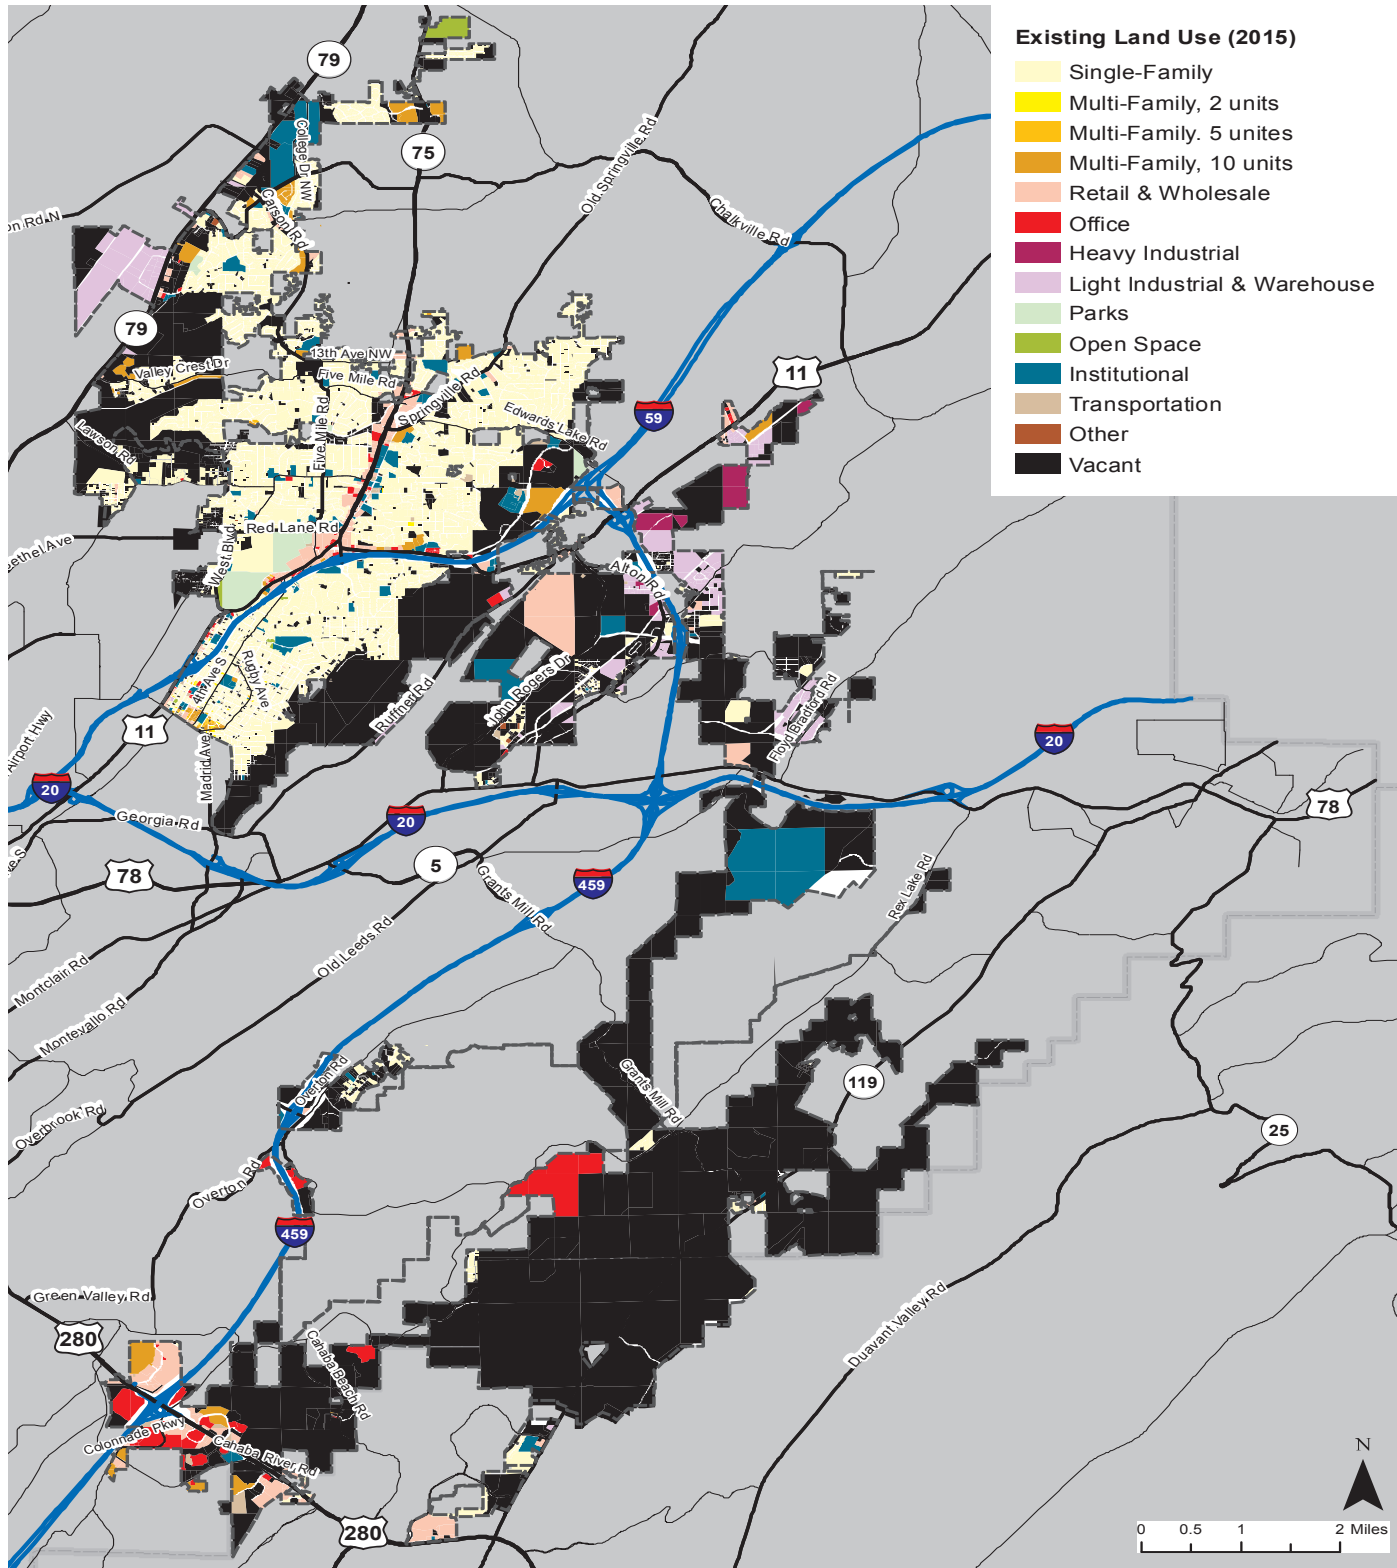 Existing Land Use (2015)
Single-Family
Multi-Family, 2 units
Multi-Family. 5 unites
Multi-Family, 10 units
Retail & Wholesale
Office
Heavy Industrial
Light Industrial & Warehouse
Parks
Open Space
Institutional
Transportation
Other
Vacant
79
75
College Dr NW
Carson Rd
Old Springville Rd
Chalkville Rd
on Rd N
79
11
13th Ave NW
Valley Crest Dr
Five Mile Rd
Springville Rd
59
Five Mile Rd
Edwards Lake Rd
Lawson Rd
Red Lane Rd
West Blvd
ethel Ave
Alton Rd
4th Ave S
Rugby Ave
Ruffner Rd
John Rogers Dr
Floyd Bradford Rd
11
Airport Hwy
Madrid Ave
20
20
20
78
Georgia Rd
ve S
78
5
459
Grants Mill Rd
Rex Lake Rd
Old Leeds Rd
Montclair Rd
Montevallo Rd
Overton Rd
Grants Mill Rd
119
Overbrook Rd
25
Overton Rd
459
Green Valley Rd
280
Cahaba Beach Rd
Duavant Valley Rd
Colonnade Pkwy
Cahaba River Rd
280
N
0 0.5 1 2 Miles